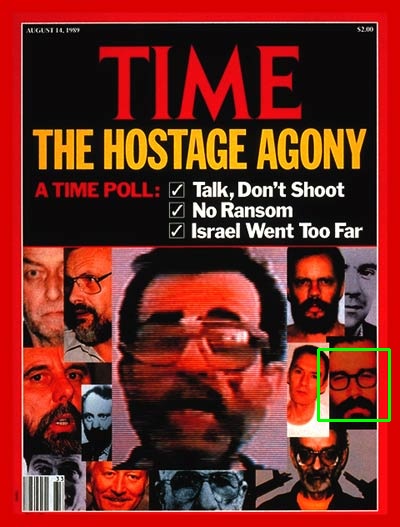 AUGUST 14, 1989 $2.00
TIME
THE HOSTAGE AGONY
A TIME POLL: ☑ Talk, Don't Shoot
☑ No Ransom
☑ Israel Went Too Far
33